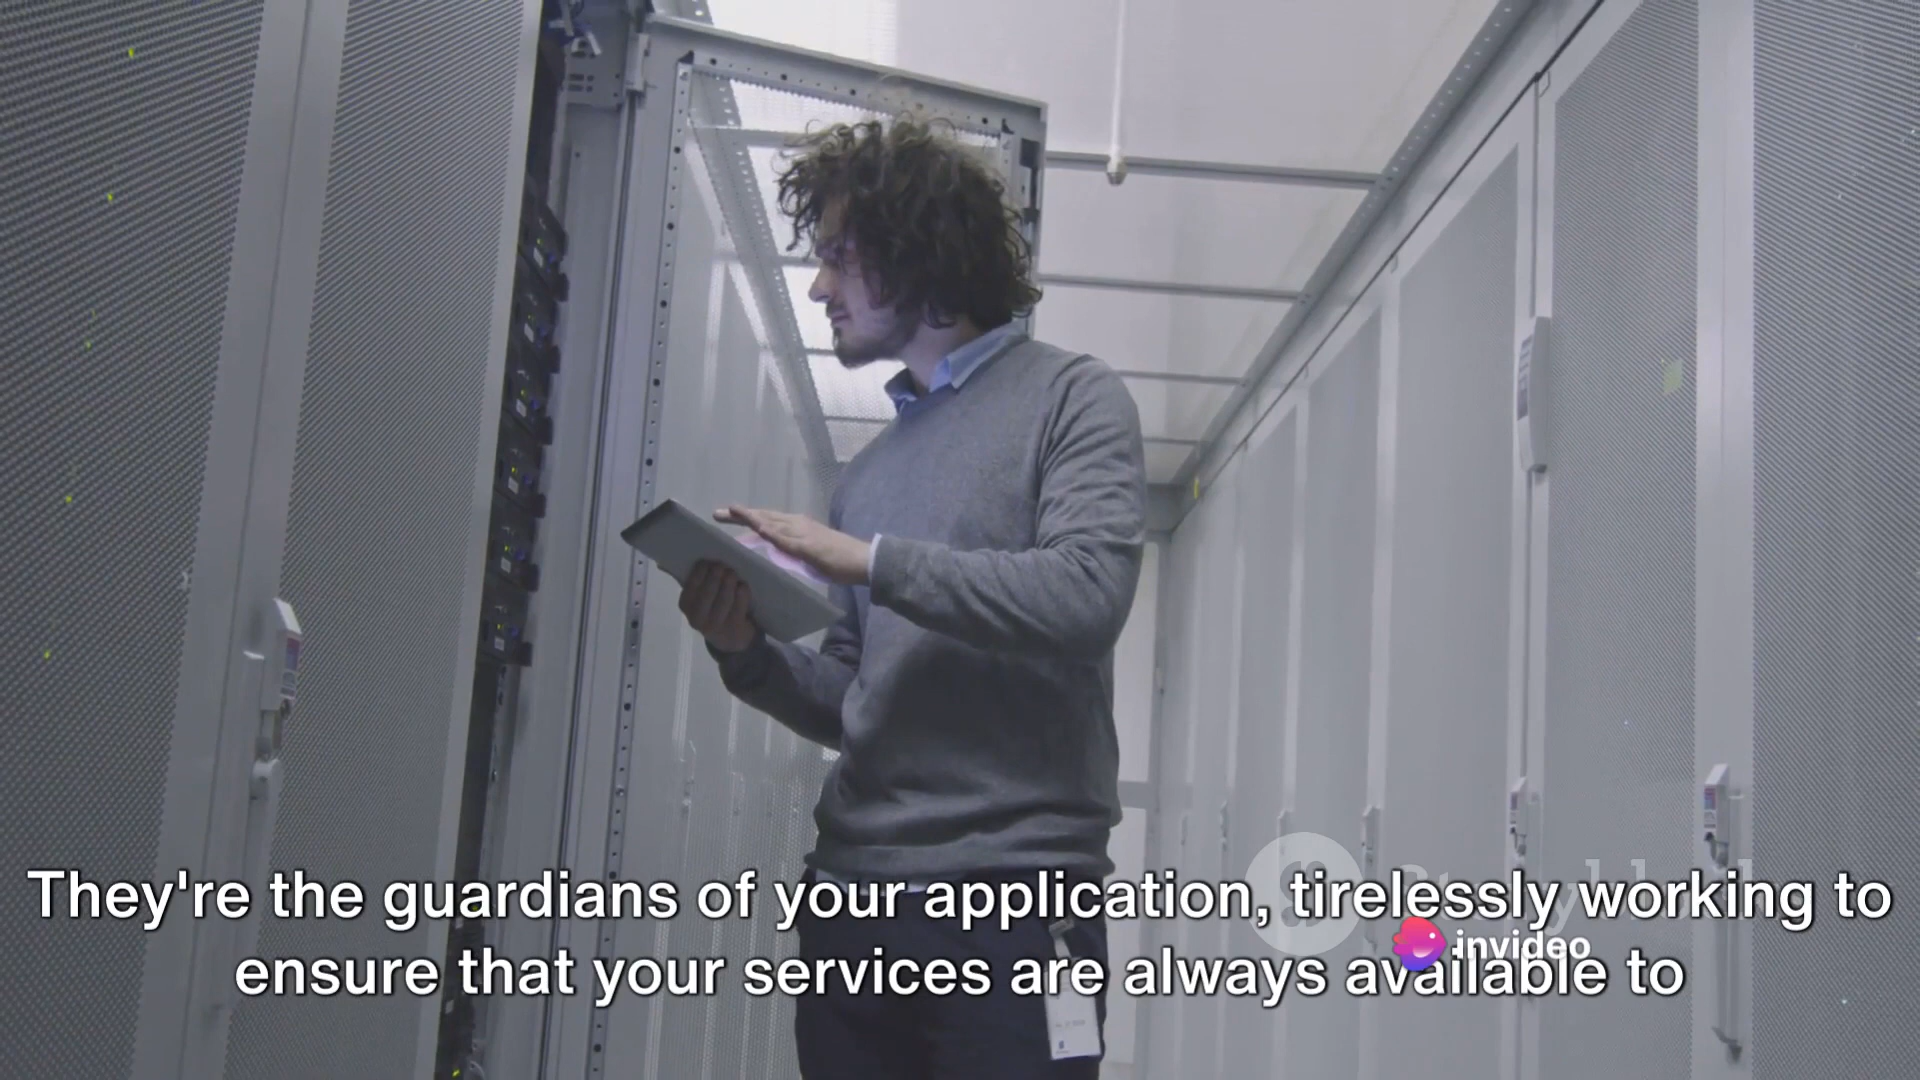 They're the guardians of your application, tirelessly working to
invideo
ensure that your services are always available to